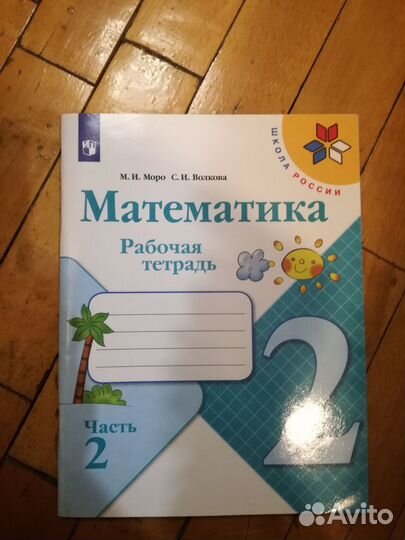 ШКОЛА РОССИИ
М. И. Моро С. И. Волкова
Математика
Рабочая
тетрадь
2
Часть
2
Avito